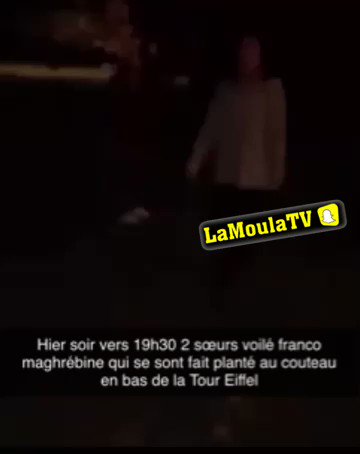 LaMoulaTV
Hier soir vers 19h30 2 sœurs voilé franco
maghrébine qui se sont fait planté au couteau
en bas de la Tour Eiffel